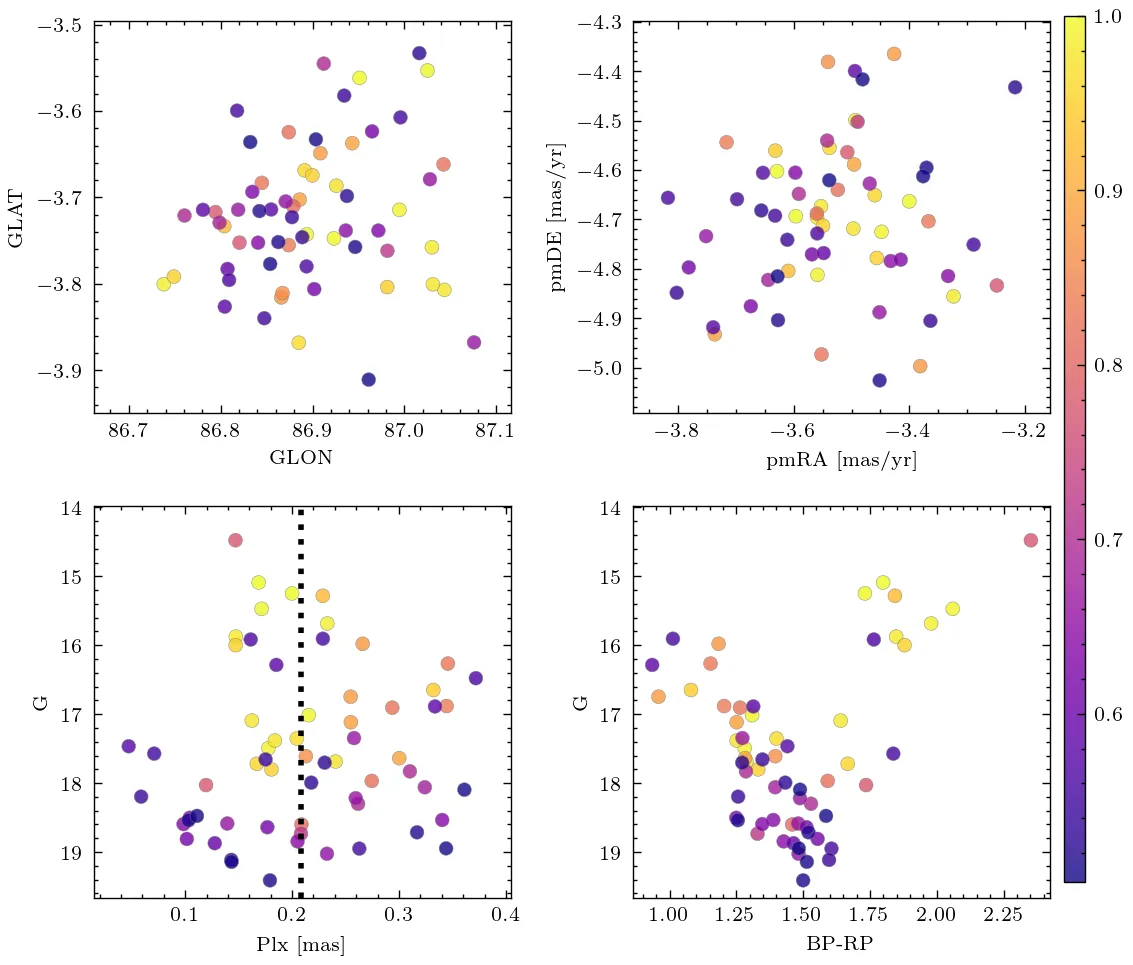 −3.5
−3.6
−3.7
−3.8
−3.9
GLAT
86.7 86.8 86.9 87.0 87.1
GLON
−4.3
−4.4
−4.5
−4.6
−4.7
−4.8
−4.9
−5.0
pmDE [mas/yr]
−3.8 −3.6 −3.4 −3.2
pmRA [mas/yr]
14
15
16
17
18
19
G
0.1 0.2 0.3 0.4
Plx [mas]
14
15
16
17
18
19
G
1.00 1.25 1.50 1.75 2.00 2.25
BP-RP
1.0
0.9
0.8
0.7
0.6